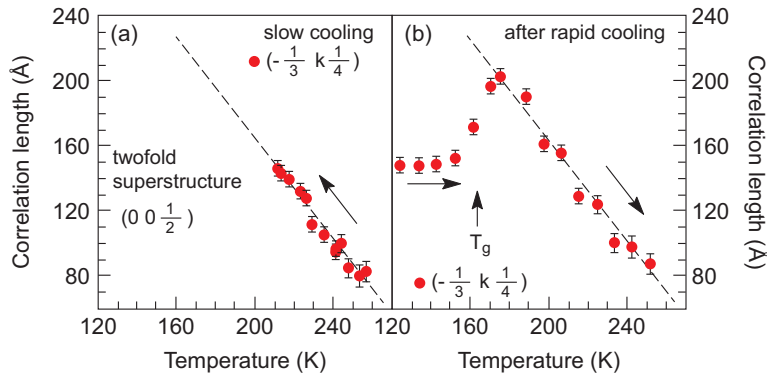 240
200
160
120
80
Correlation length (Å)
(a)
slow cooling
(- 1/3 k 1/4)
twofold
superstructure
(0 0 1/2)
120 160 200 240
Temperature (K)
(b)
after rapid cooling
T_g
(- 1/3 k 1/4)
120 160 200 240
Temperature (K)
240
200
160
120
80
Correlation length (Å)